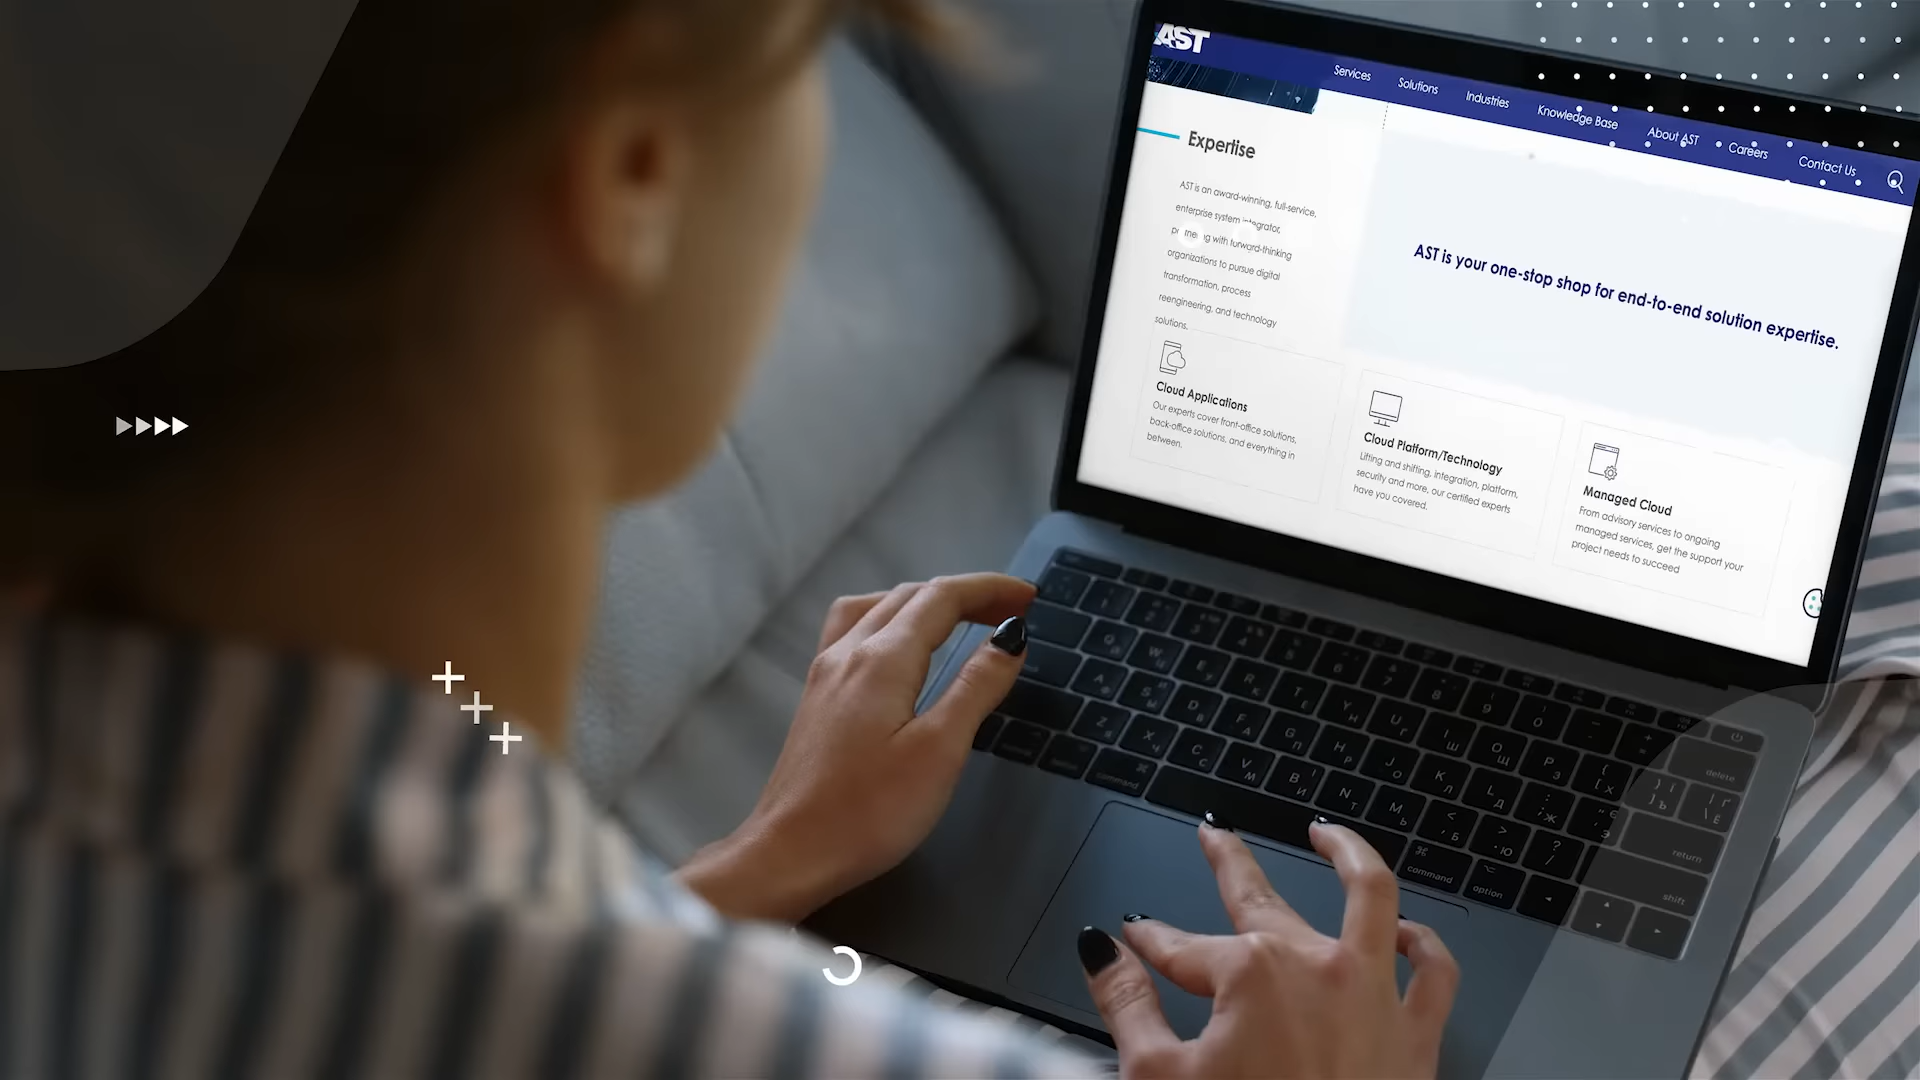 AST
Services
Solutions
Industries
Knowledge Base
About AST
Careers
Contact Us
Expertise
AST is an award-winning, full-service,
enterprise system integrator,
partnering with forward-thinking
organizations to pursue digital
transformation, process
reengineering, and technology
solutions.
AST is your one-stop shop for end-to-end solution expertise.
Cloud Applications
Our experts cover front-office solutions,
back-office solutions, and everything in
between.
Cloud Platform/Technology
Lifting and shifting, integration, platform,
security and more, our certified experts
have you covered.
Managed Cloud
From advisory services to ongoing
managed services, get the support your
project needs to succeed
delete
return
shift
command
command
option